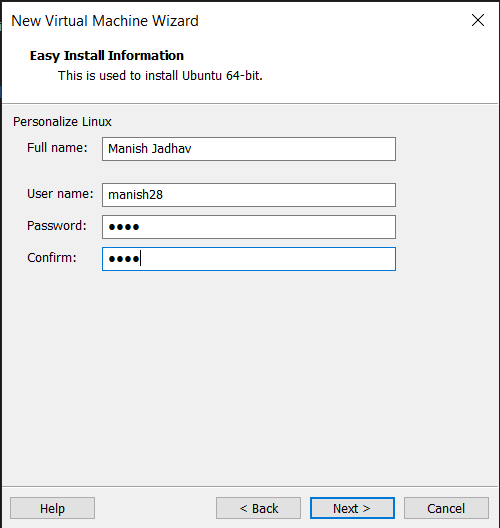 New Virtual Machine Wizard
Easy Install Information
This is used to install Ubuntu 64-bit.
Personalize Linux
Full name: Manish Jadhav
User name: manish28
Password: ●●●●
Confirm: ●●●●
Help < Back Next > Cancel